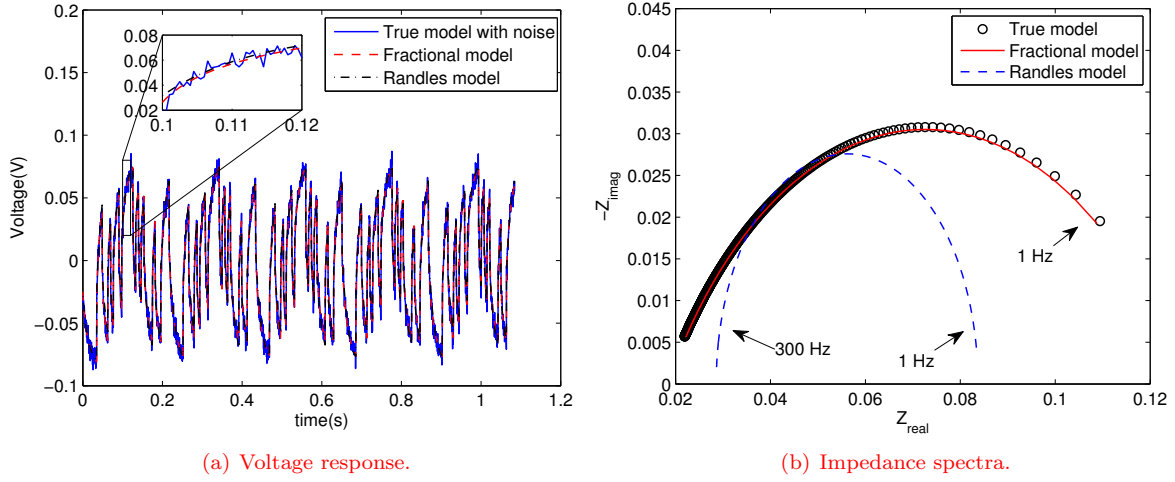 0.2
0.15
0.1
0.05
0
−0.05
−0.1
0 0.2 0.4 0.6 0.8 1 1.2
Voltage(V)
time(s)
True model with noise
Fractional model
Randles model
0.08
0.06
0.04
0.02
0.1 0.11 0.12
(a) Voltage response.
0.045
0.04
0.035
0.03
0.025
0.02
0.015
0.01
0.005
0
0.02 0.04 0.06 0.08 0.1 0.12
−Zimag
Zreal
True model
Fractional model
Randles model
1 Hz
300 Hz
1 Hz
(b) Impedance spectra.